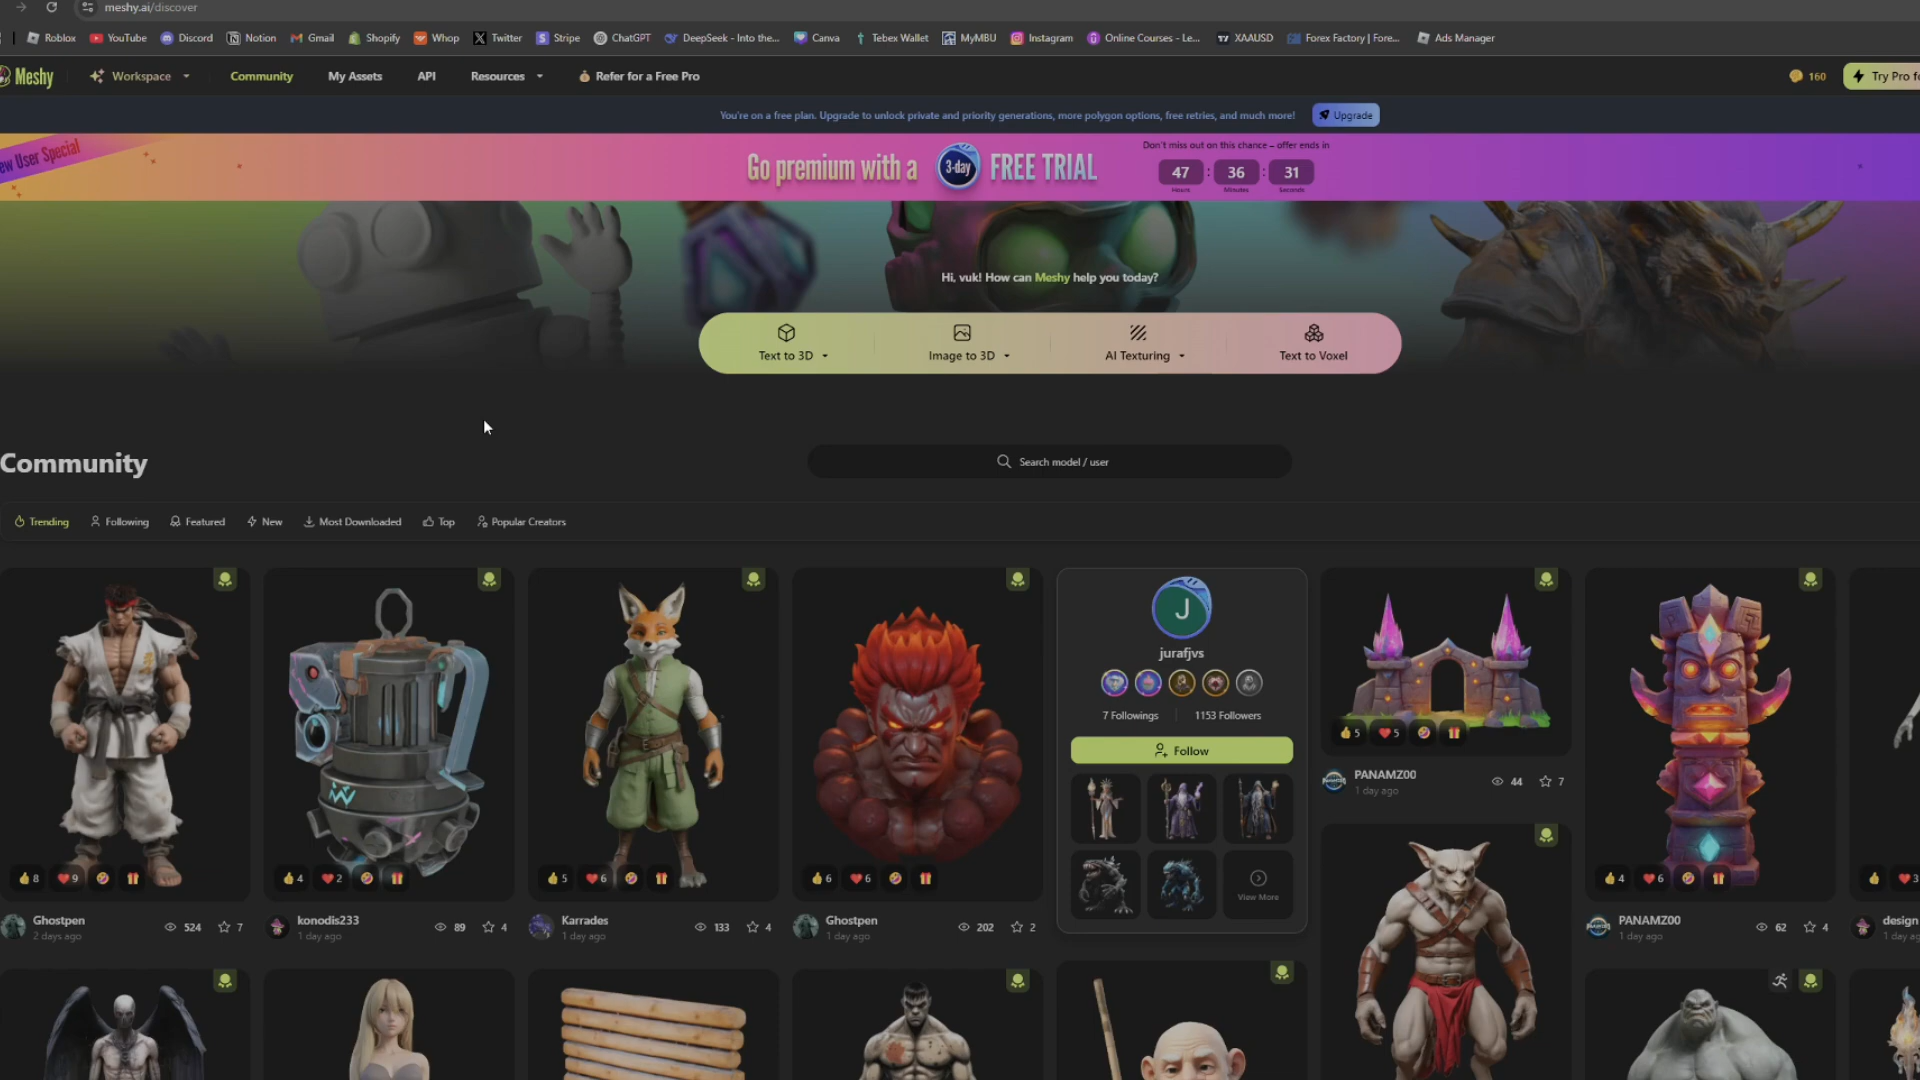 meshy.ai/discover
Roblox YouTube Discord Notion Gmail Shopify Whop Twitter Stripe ChatGPT DeepSeek - Into the... Canva Tebex Wallet MyMBU Instagram Online Courses - Le... XAAUSD Forex Factory | Fore... Ads Manager
Meshy Workspace Community My Assets API Resources Refer for a Free Pro 160 Try Pro fo
You're on a free plan. Upgrade to unlock private and priority generations, more polygon options, free retries, and much more! Upgrade
ew User Special
Go premium with a 3-day FREE TRIAL
Don't miss out on this chance – offer ends in
47 : 36 : 31
Hours Minutes Seconds
Hi, vuk! How can Meshy help you today?
Text to 3D Image to 3D AI Texturing Text to Voxel
Community
Search model / user
Trending Following Featured New Most Downloaded Top Popular Creators
J
jurafjvs
7 Followings 1153 Followers
Follow
View More
5 5
PANAMZ00 44 7
1 day ago
8 9
4 2
5 6
6 6
4 6
3
Ghostpen 524 7
2 days ago
konodis233 89 4
1 day ago
Karrades 133 4
1 day ago
Ghostpen 202 2
1 day ago
PANAMZ00 62 4
1 day ago
design
1 day ag